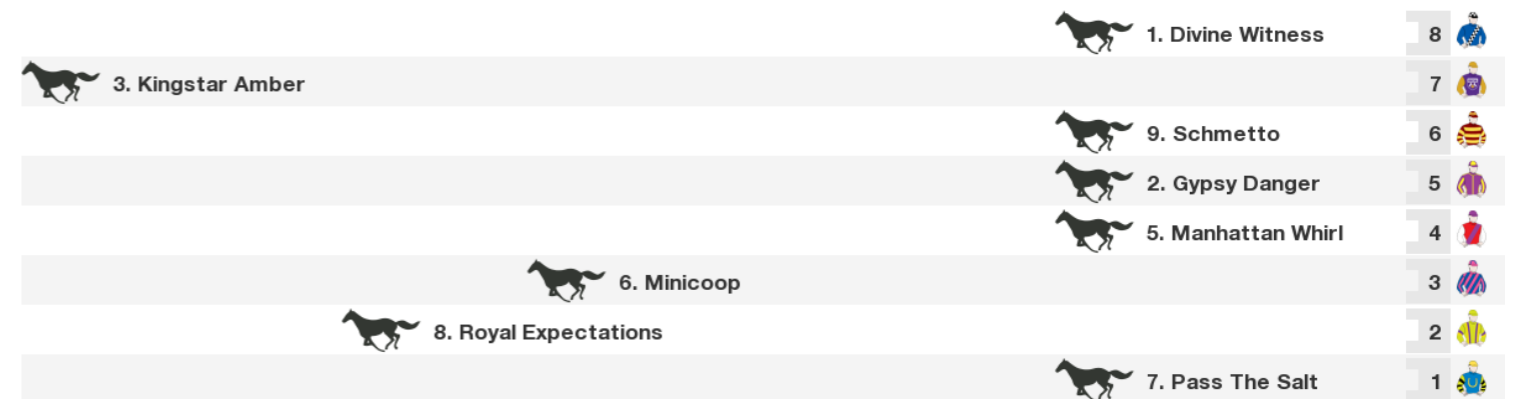 1. Divine Witness 8
3. Kingstar Amber 7
9. Schmetto 6
2. Gypsy Danger 5
5. Manhattan Whirl 4
6. Minicoop 3
8. Royal Expectations 2
7. Pass The Salt 1